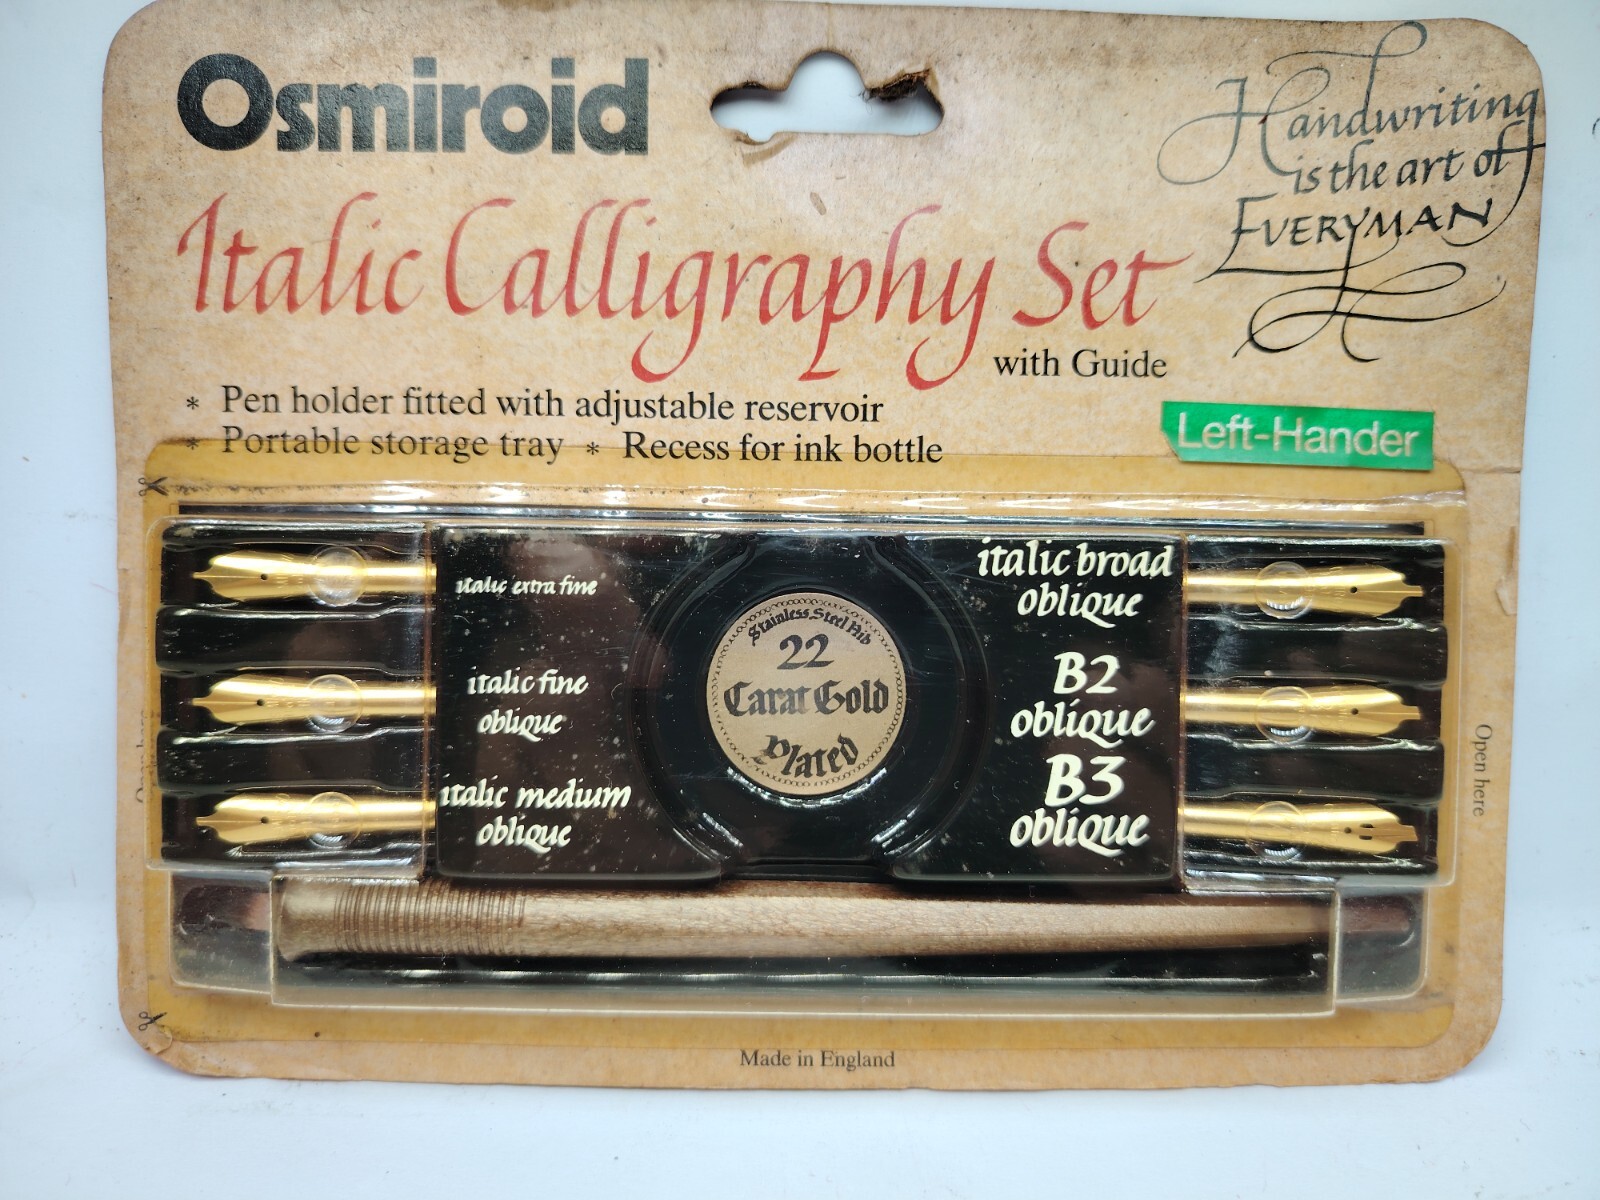 Osmiroid
Handwriting
is the art of
EVERYMAN
Italic Calligraphy Set
with Guide
* Pen holder fitted with adjustable reservoir
* Portable storage tray * Recess for ink bottle
Left-Hander
italic extra fine
italic fine
oblique
italic medium
oblique
Stainless Steel Nib
22
Carat Gold
Plated
italic broad
oblique
B2
oblique
B3
oblique
Open here
Open here
Made in England